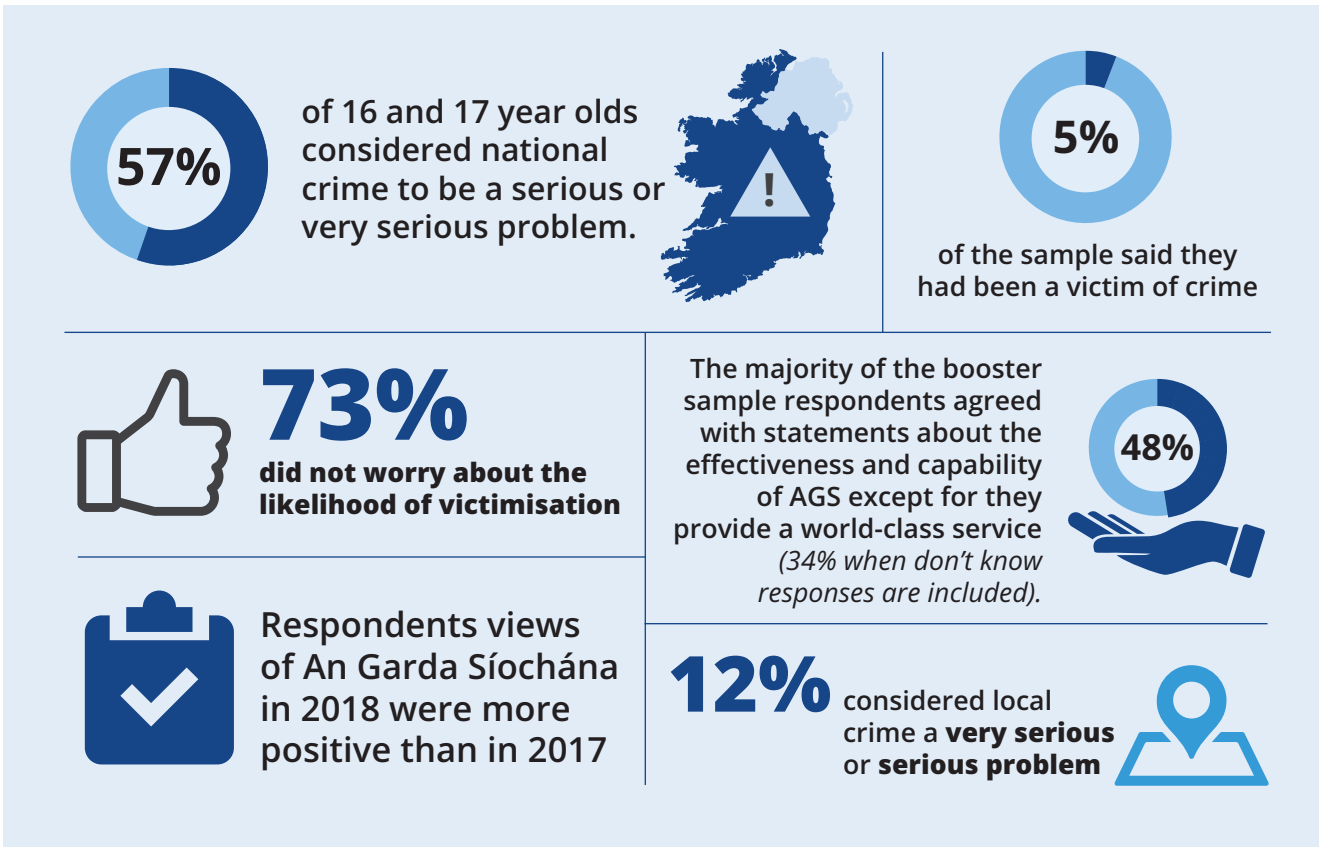 57%
of 16 and 17 year olds
considered national
crime to be a serious or
very serious problem.
!
5%
of the sample said they
had been a victim of crime
73%
did not worry about the
likelihood of victimisation
The majority of the booster
sample respondents agreed
with statements about the
effectiveness and capability
of AGS except for they
provide a world-class service
(34% when don’t know
responses are included).
48%
Respondents views
of An Garda Síochána
in 2018 were more
positive than in 2017
12%
considered local
crime a very serious
or serious problem